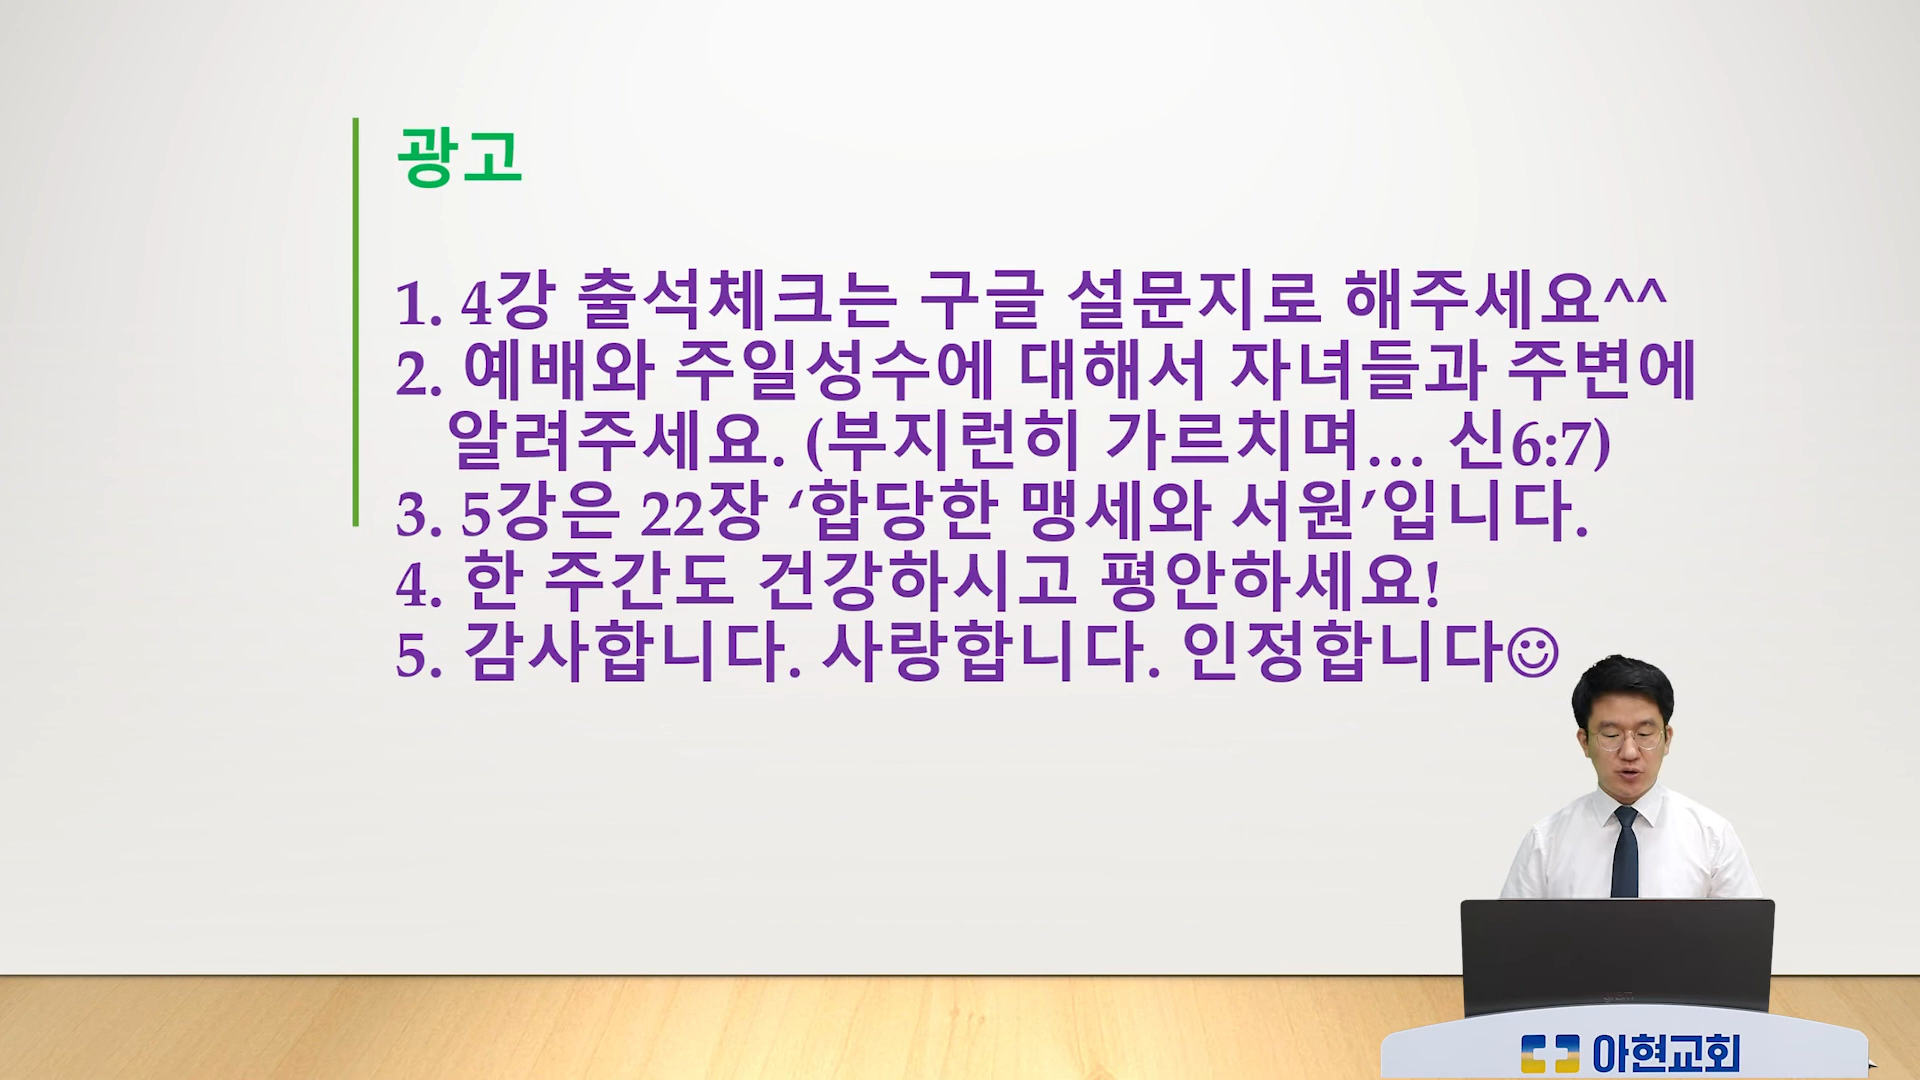 광고
1. 4강 출석체크는 구글 설문지로 해주세요^^
2. 예배와 주일성수에 대해서 자녀들과 주변에
알려주세요. (부지런히 가르치며… 신6:7)
3. 5강은 22장 ‘합당한 맹세와 서원’입니다.
4. 한 주간도 건강하시고 평안하세요!
5. 감사합니다. 사랑합니다. 인정합니다☺
아현교회